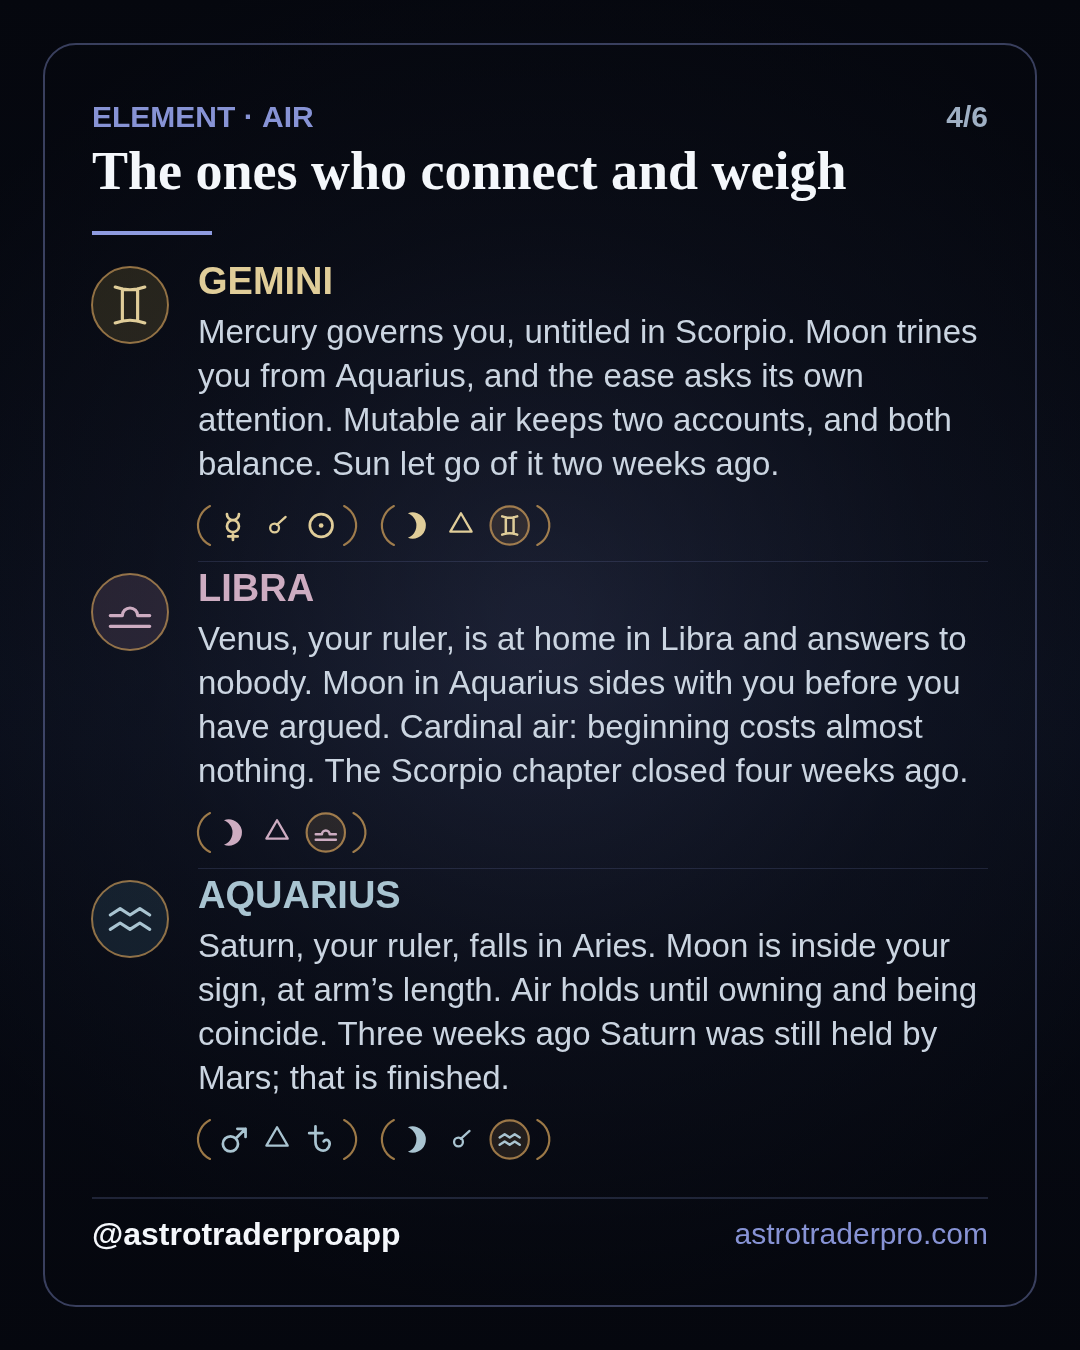 ELEMENT · AIR
4/6
The ones who connect and weigh
GEMINI
Mercury governs you, untitled in Scorpio. Moon trines
you from Aquarius, and the ease asks its own
attention. Mutable air keeps two accounts, and both
balance. Sun let go of it two weeks ago.
( ☿ ☌ ☉ ) ( ☽ △ ♊ )
LIBRA
Venus, your ruler, is at home in Libra and answers to
nobody. Moon in Aquarius sides with you before you
have argued. Cardinal air: beginning costs almost
nothing. The Scorpio chapter closed four weeks ago.
( ☽ △ ♎ )
AQUARIUS
Saturn, your ruler, falls in Aries. Moon is inside your
sign, at arm’s length. Air holds until owning and being
coincide. Three weeks ago Saturn was still held by
Mars; that is finished.
( ♂ △ ♄ ) ( ☽ ☌ ♒ )
@astrotraderproapp
astrotraderpro.com